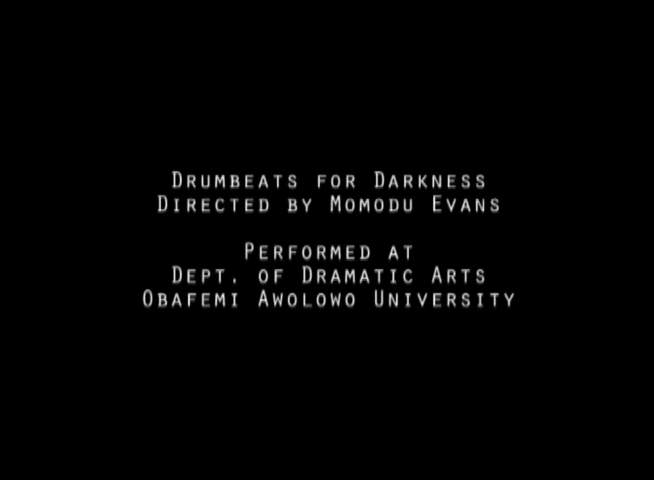 Drumbeats for Darkness
Directed by Momodu Evans
Performed at
Dept. of Dramatic Arts
Obafemi Awolowo University